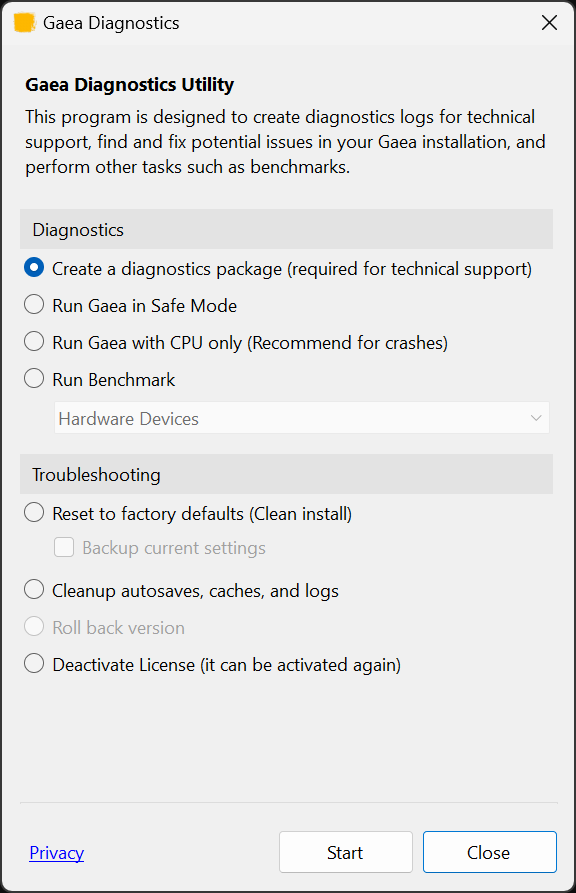 Gaea Diagnostics
Gaea Diagnostics Utility
This program is designed to create diagnostics logs for technical
support, find and fix potential issues in your Gaea installation, and
perform other tasks such as benchmarks.
Diagnostics
Create a diagnostics package (required for technical support)
Run Gaea in Safe Mode
Run Gaea with CPU only (Recommend for crashes)
Run Benchmark
Hardware Devices
Troubleshooting
Reset to factory defaults (Clean install)
Backup current settings
Cleanup autosaves, caches, and logs
Roll back version
Deactivate License (it can be activated again)
Privacy
Start
Close